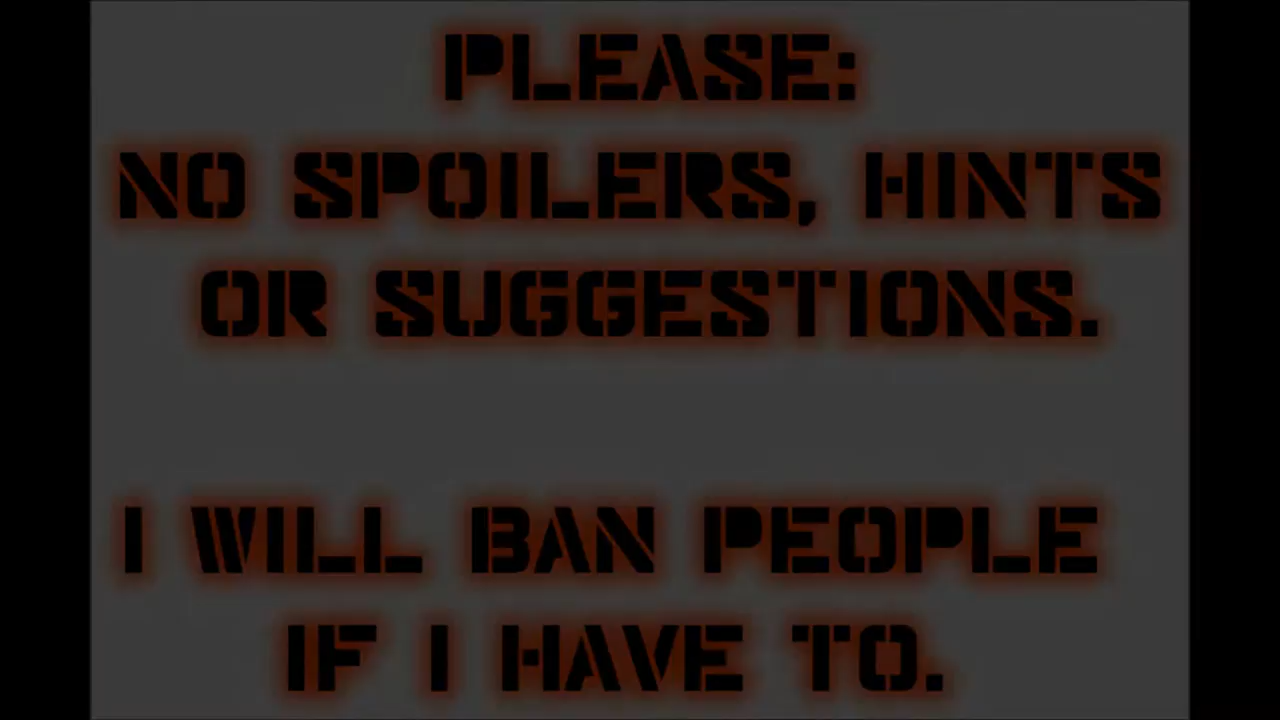 PLEASE:
NO SPOILERS, HINTS
OR SUGGESTIONS.
I WILL BAN PEOPLE
IF I HAVE TO.